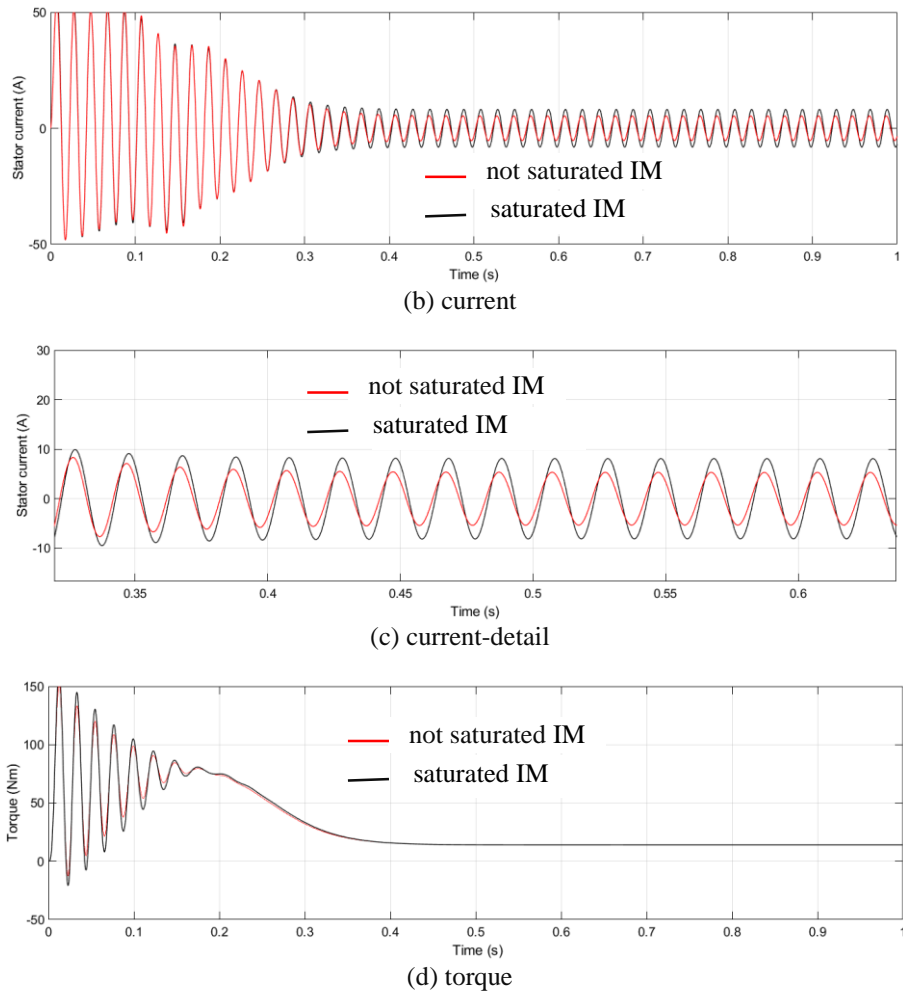 50
Stator current (A)
0
not saturated IM
saturated IM
-50
0 0.1 0.2 0.3 0.4 0.5 0.6 0.7 0.8 0.9 1
Time (s)
(b) current
30
not saturated IM
20
saturated IM
Stator current (A)
10
0
-10
0.35 0.4 0.45 0.5 0.55 0.6
Time (s)
(c) current-detail
150
not saturated IM
100
saturated IM
Torque (Nm)
50
0
-50
0 0.1 0.2 0.3 0.4 0.5 0.6 0.7 0.8 0.9 1
Time (s)
(d) torque